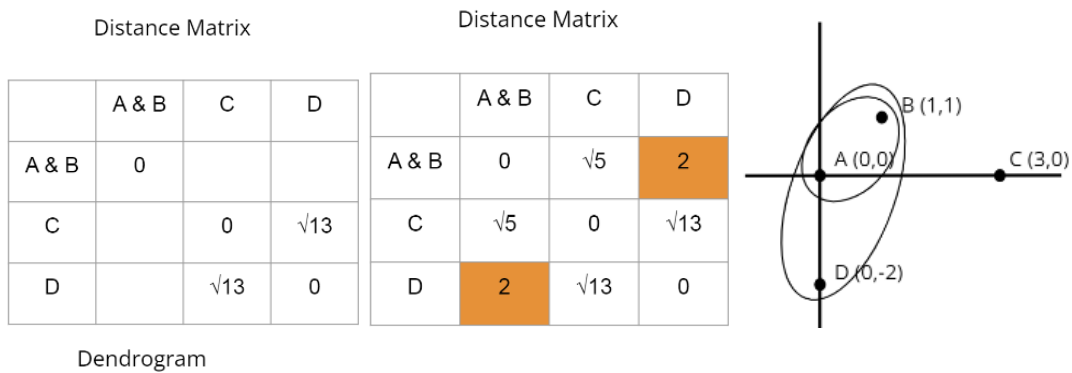 Distance Matrix
A & B C D
A & B 0
C 0 √13
D √13 0
Dendrogram
Distance Matrix
A & B C D
A & B 0 √5 2
C √5 0 √13
D 2 √13 0
B (1,1)
A (0,0)
C (3,0)
D (0,-2)